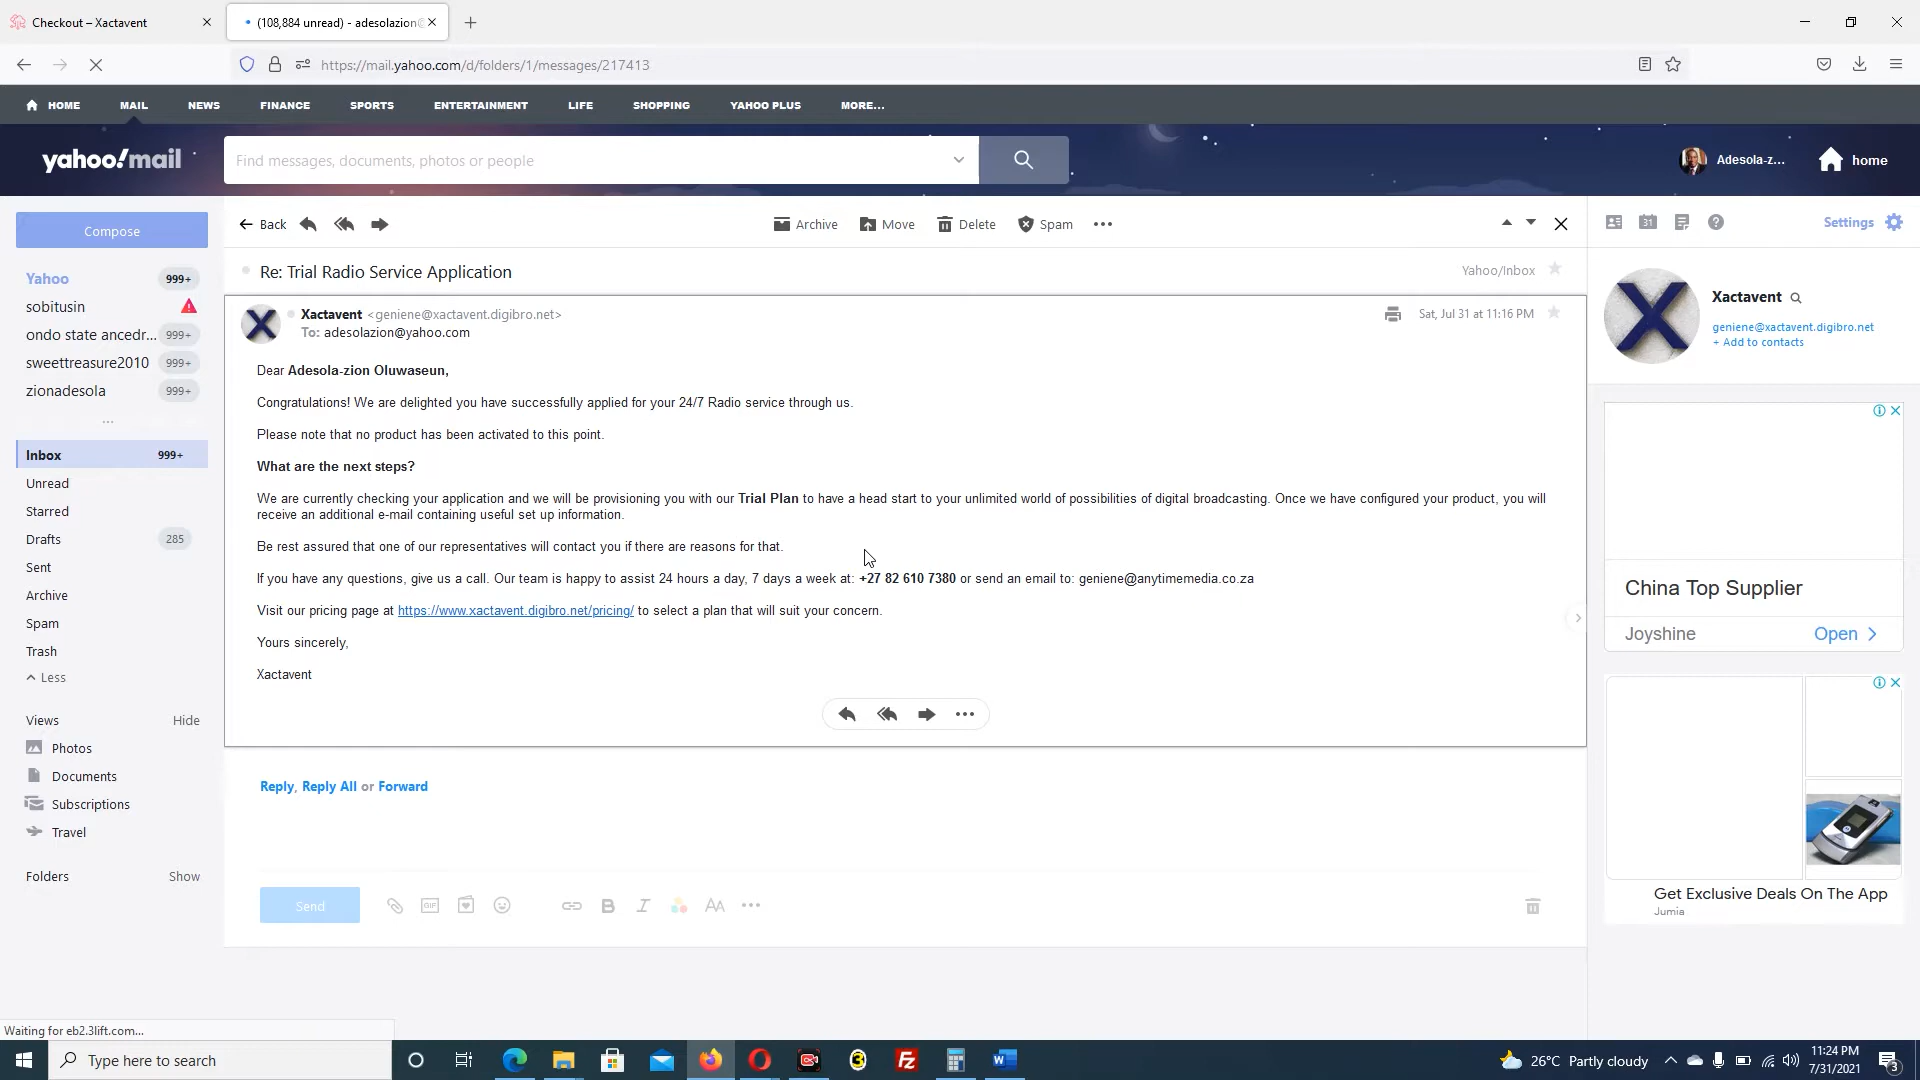 Checkout – Xactavent
(108,884 unread) - adesolazion@
https://mail.yahoo.com/d/folders/1/messages/217413
HOME MAIL NEWS FINANCE SPORTS ENTERTAINMENT LIFE SHOPPING YAHOO PLUS MORE...
yahoo!mail
Find messages, documents, photos or people
Adesola-z...
home
Compose
Back
Archive Move Delete Spam
31
Settings
Yahoo 999+
sobitusin
ondo state ancedr... 999+
sweettreasure2010 999+
zionadesola 999+
...
Inbox 999+
Unread
Starred
Drafts 285
Sent
Archive
Spam
Trash
Less
Views Hide
Photos
Documents
Subscriptions
Travel
Folders Show
Re: Trial Radio Service Application
Yahoo/Inbox
Xactavent <geniene@xactavent.digibro.net>
Sat, Jul 31 at 11:16 PM
To: adesolazion@yahoo.com
Dear Adesola-zion Oluwaseun,
Congratulations! We are delighted you have successfully applied for your 24/7 Radio service through us.
Please note that no product has been activated to this point.
What are the next steps?
We are currently checking your application and we will be provisioning you with our Trial Plan to have a head start to your unlimited world of possibilities of digital broadcasting. Once we have configured your product, you will
receive an additional e-mail containing useful set up information.
Be rest assured that one of our representatives will contact you if there are reasons for that.
If you have any questions, give us a call. Our team is happy to assist 24 hours a day, 7 days a week at: +27 82 610 7380 or send an email to: geniene@anytimemedia.co.za
Visit our pricing page at https://www.xactavent.digibro.net/pricing/ to select a plan that will suit your concern.
Yours sincerely,
Xactavent
Reply, Reply All or Forward
Send
GIF
B I AA
Xactavent
geniene@xactavent.digibro.net
+ Add to contacts
China Top Supplier
Joyshine
Open
Get Exclusive Deals On The App
Jumia
Waiting for eb2.3lift.com...
Type here to search
26°C Partly cloudy
11:24 PM
7/31/2021
3